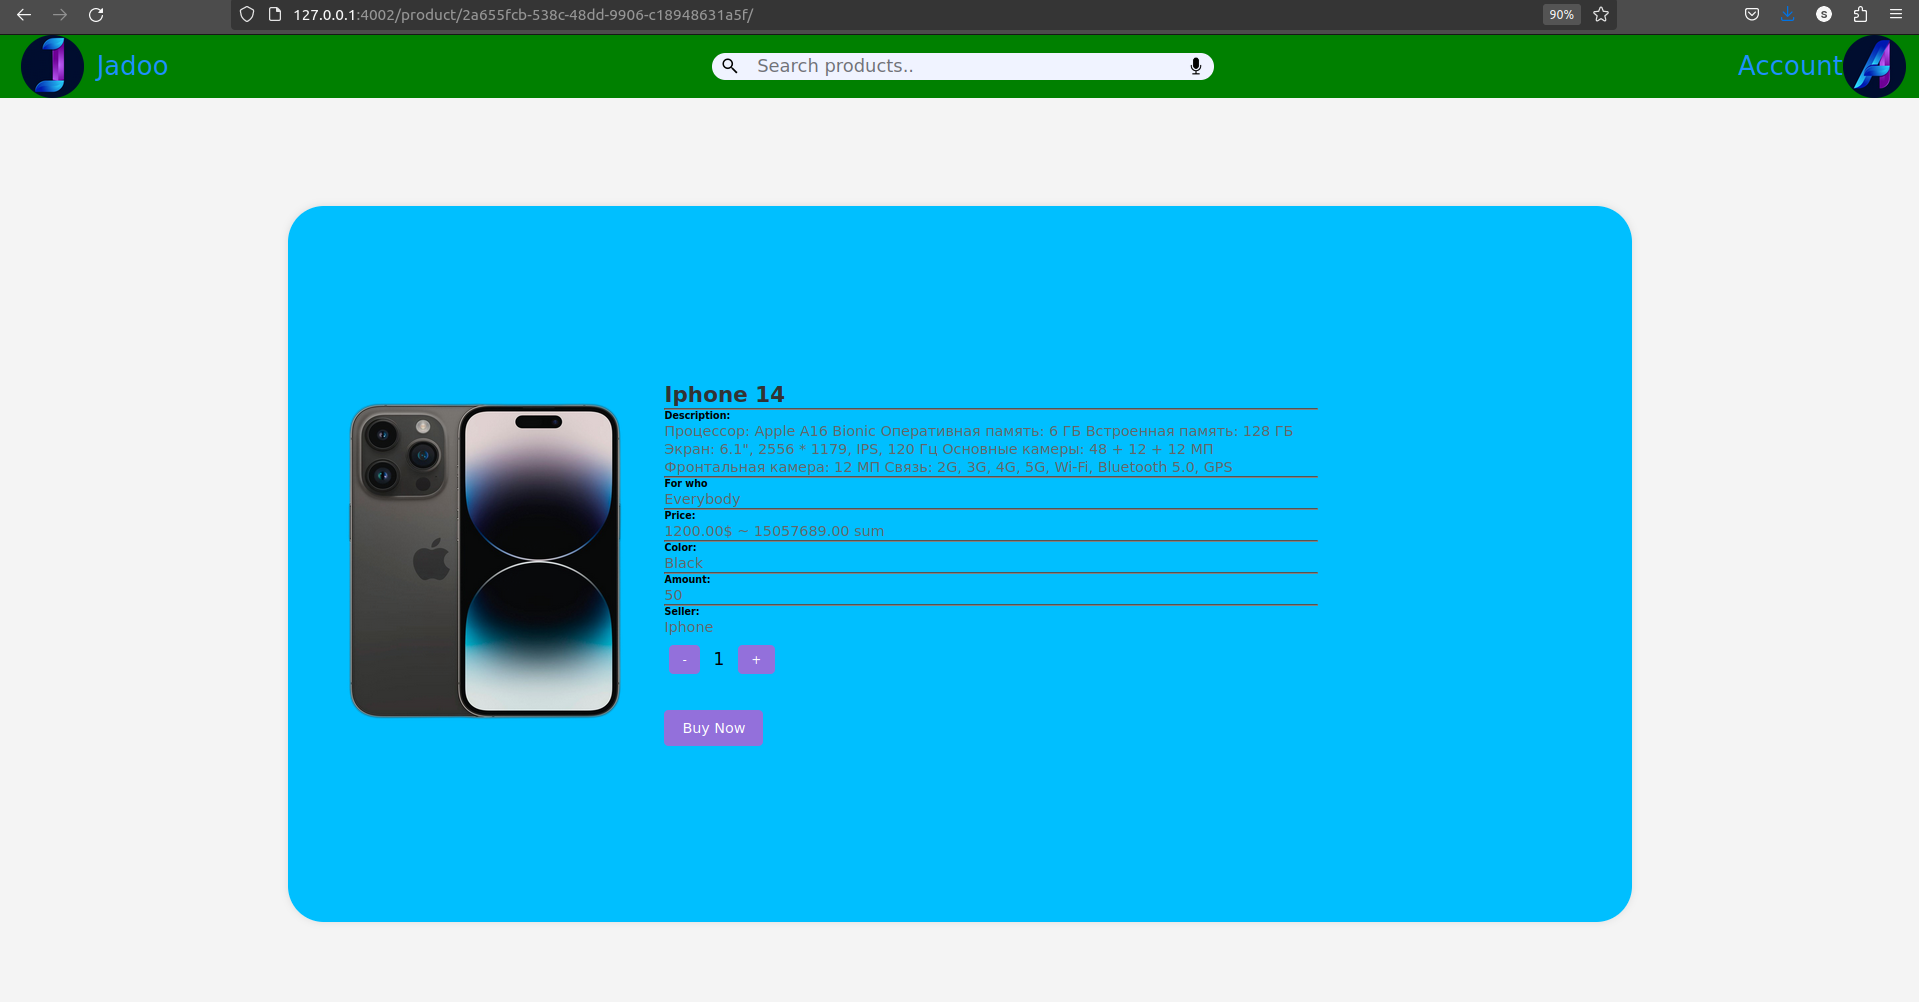 127.0.0.1:4002/product/2a655fcb-538c-48dd-9906-c18948631a5f/
90%
S
Jadoo
Search products..
Account
Iphone 14
Description:
Процессор: Apple A16 Bionic Оперативная память: 6 ГБ Встроенная память: 128 ГБ
Экран: 6.1", 2556 * 1179, IPS, 120 Гц Основные камеры: 48 + 12 + 12 МП
Фронтальная камера: 12 МП Связь: 2G, 3G, 4G, 5G, Wi-Fi, Bluetooth 5.0, GPS
For who
Everybody
Price:
1200.00$ ~ 15057689.00 sum
Color:
Black
Amount:
50
Seller:
Iphone
- 1 +
Buy Now